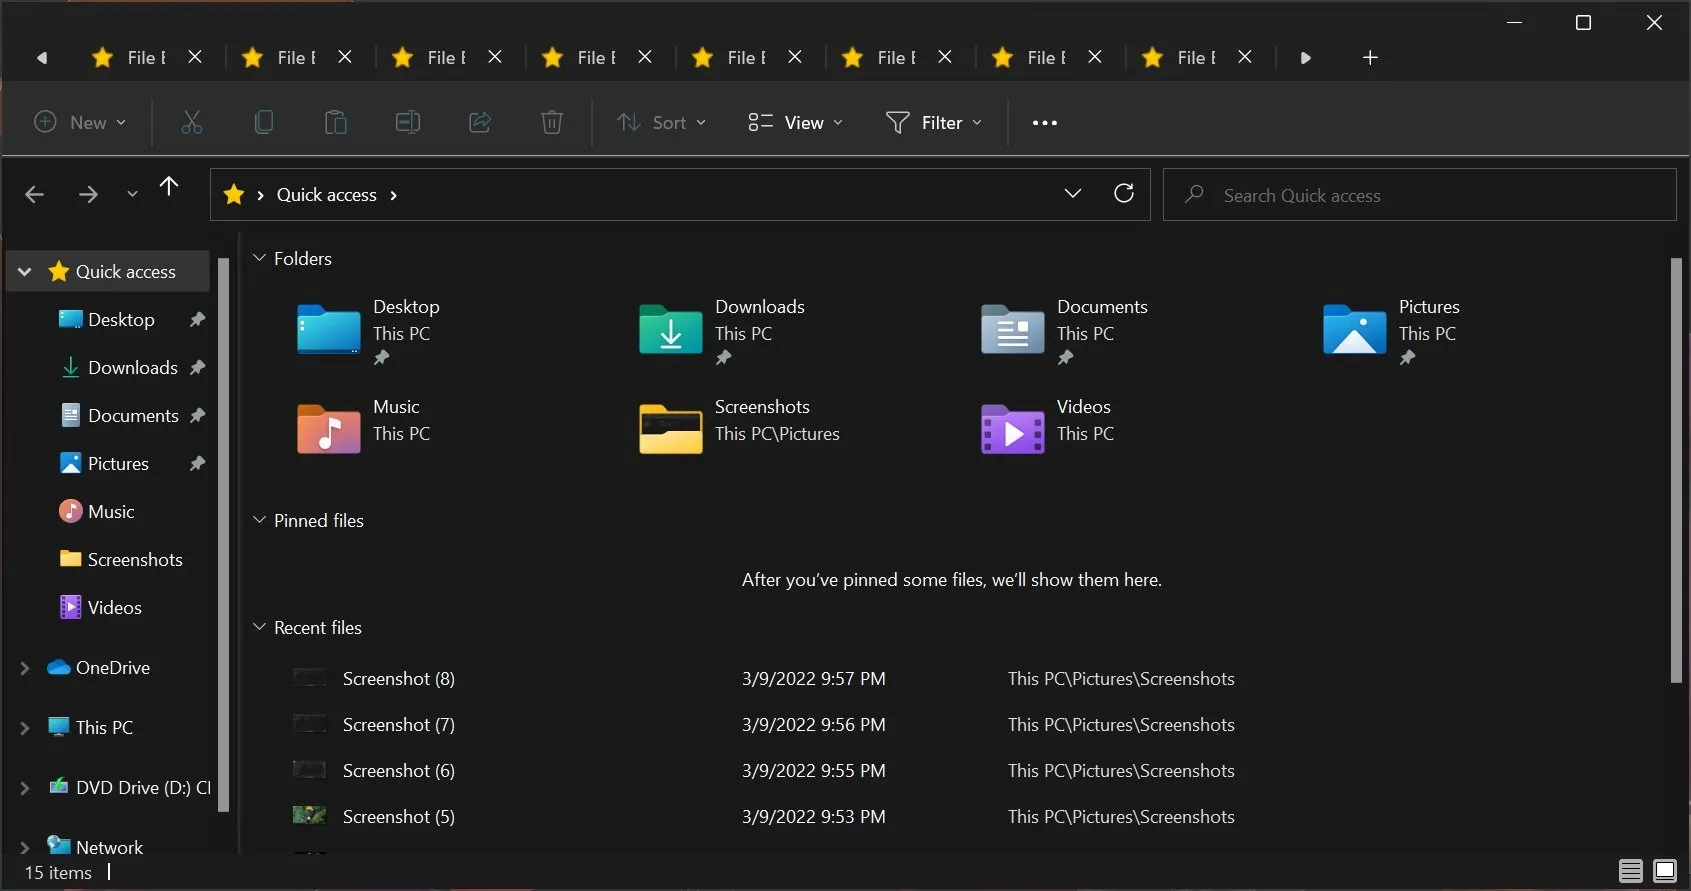 File E File E File E File E File E File E File E File E
New Sort View Filter
Quick access Search Quick access
Quick access
Desktop
Downloads
Documents
Pictures
Music
Screenshots
Videos
OneDrive
This PC
DVD Drive (D:) CI
Network
Folders
Desktop
This PC
Downloads
This PC
Documents
This PC
Pictures
This PC
Music
This PC
Screenshots
This PC\Pictures
Videos
This PC
Pinned files
After you’ve pinned some files, we’ll show them here.
Recent files
Screenshot (8) 3/9/2022 9:57 PM This PC\Pictures\Screenshots
Screenshot (7) 3/9/2022 9:56 PM This PC\Pictures\Screenshots
Screenshot (6) 3/9/2022 9:55 PM This PC\Pictures\Screenshots
Screenshot (5) 3/9/2022 9:53 PM This PC\Pictures\Screenshots
15 items